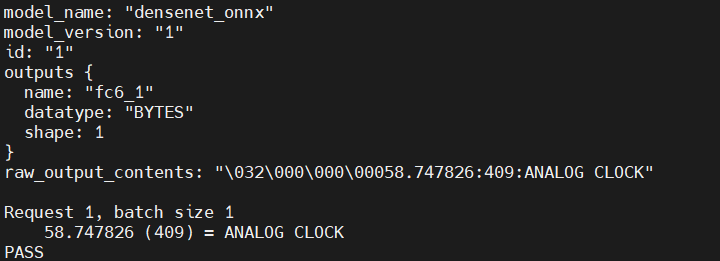 model_name: "densenet_onnx"
model_version: "1"
id: "1"
outputs {
  name: "fc6_1"
  datatype: "BYTES"
  shape: 1
}
raw_output_contents: "\032\000\000\00058.747826:409:ANALOG CLOCK"

Request 1, batch size 1
    58.747826 (409) = ANALOG CLOCK
PASS